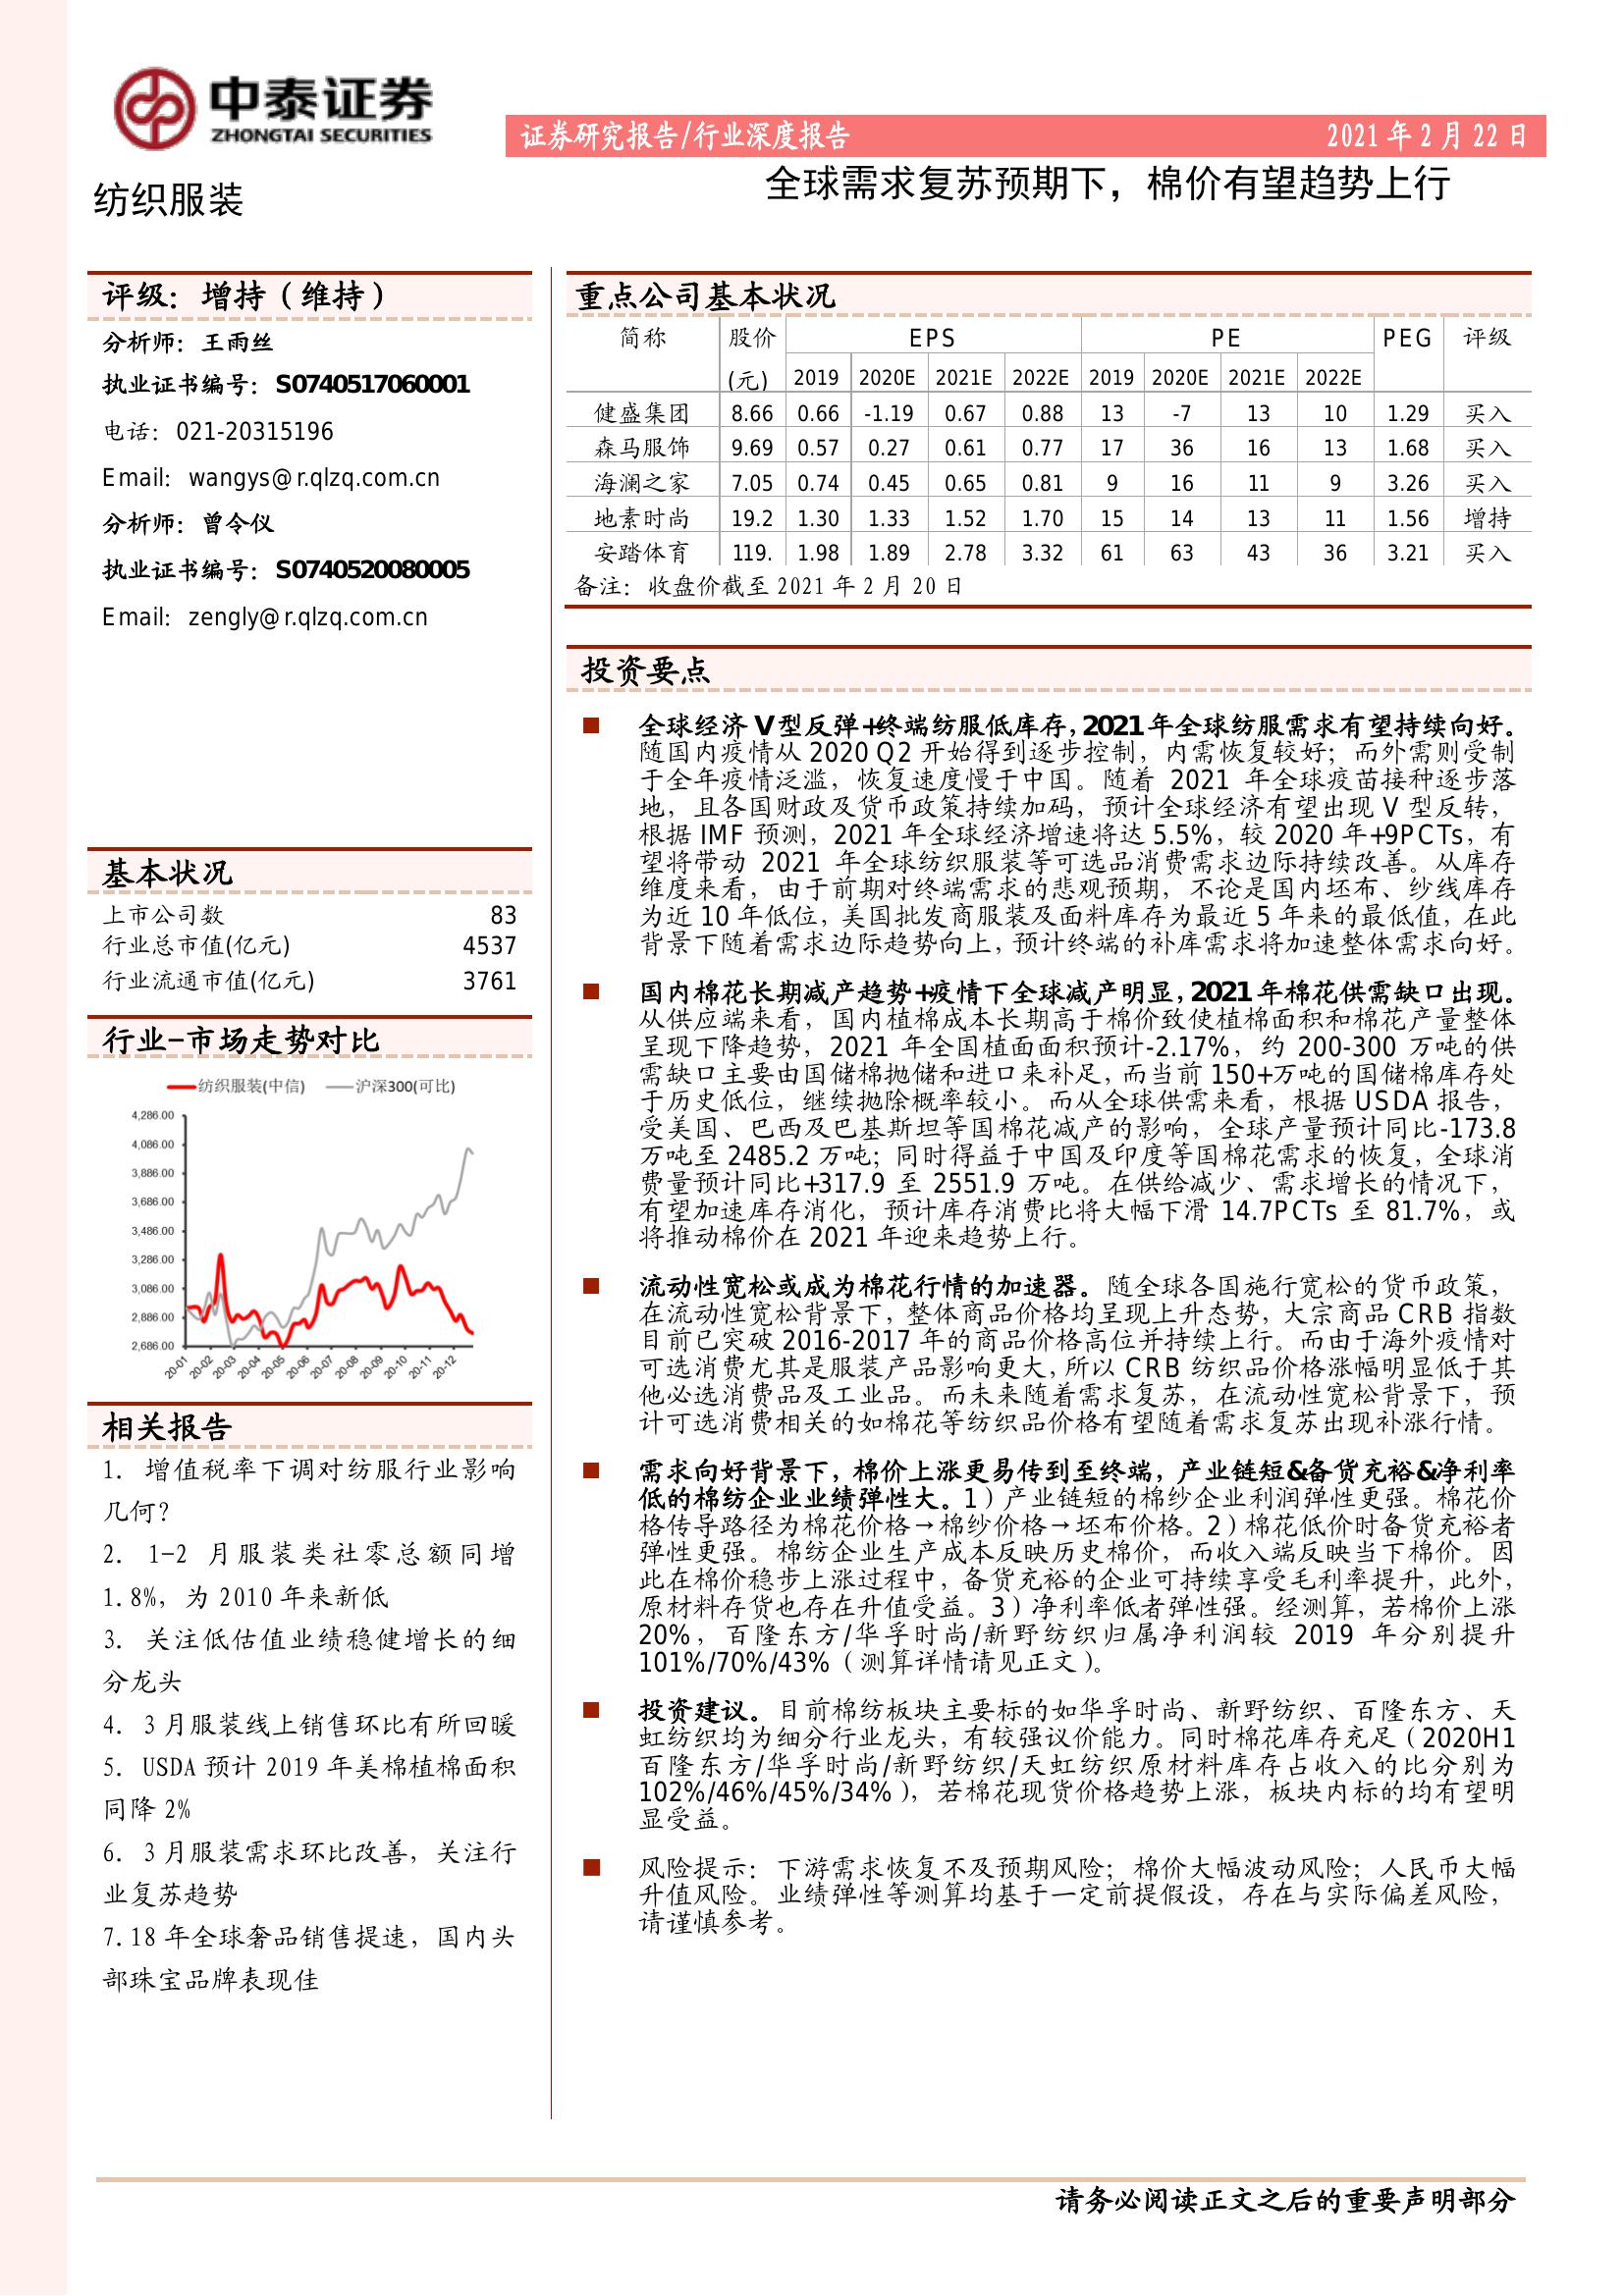 中泰证券
ZHONGTAI SECURITIES
证券研究报告/行业深度报告 2021 年 2 月 22 日
纺织服装
全球需求复苏预期下，棉价有望趋势上行
评级：增持（维持）
分析师：王雨丝
执业证书编号：S0740517060001
电话：021-20315196
Email：wangys@r.qlzq.com.cn
分析师：曾令仪
执业证书编号：S0740520080005
Email：zengly@r.qlzq.com.cn
基本状况
上市公司数 83
行业总市值(亿元) 4537
行业流通市值(亿元) 3761
行业-市场走势对比
纺织服装(中信) 沪深300(可比)
4,286.00
4,086.00
3,886.00
3,686.00
3,486.00
3,286.00
3,086.00
2,886.00
2,686.00
20-01 20-02 20-03 20-04 20-05 20-06 20-07 20-08 20-09 20-10 20-11 20-12
相关报告
1. 增值税率下调对纺服行业影响
几何？
2. 1-2 月服装类社零总额同增
1.8%，为 2010 年来新低
3. 关注低估值业绩稳健增长的细
分龙头
4. 3 月服装线上销售环比有所回暖
5. USDA 预计 2019 年美棉植棉面积
同降 2%
6. 3 月服装需求环比改善，关注行
业复苏趋势
7.18 年全球奢品销售提速，国内头
部珠宝品牌表现佳
重点公司基本状况
简称 股价 EPS PE PEG 评级
(元) 2019 2020E 2021E 2022E 2019 2020E 2021E 2022E
健盛集团 8.66 0.66 -1.19 0.67 0.88 13 -7 13 10 1.29 买入
森马服饰 9.69 0.57 0.27 0.61 0.77 17 36 16 13 1.68 买入
海澜之家 7.05 0.74 0.45 0.65 0.81 9 16 11 9 3.26 买入
地素时尚 19.2 1.30 1.33 1.52 1.70 15 14 13 11 1.56 增持
安踏体育 119. 1.98 1.89 2.78 3.32 61 63 43 36 3.21 买入
备注：收盘价截至 2021 年 2 月 20 日
投资要点
■ 全球经济 V 型反弹+终端纺服低库存，2021 年全球纺服需求有望持续向好。
随国内疫情从 2020 Q2 开始得到逐步控制，内需恢复较好；而外需则受制
于全年疫情泛滥，恢复速度慢于中国。随着 2021 年全球疫苗接种逐步落
地，且各国财政及货币政策持续加码，预计全球经济有望出现 V 型反转，
根据 IMF 预测，2021 年全球经济增速将达 5.5%，较 2020 年+9PCTs，有
望将带动 2021 年全球纺织服装等可选品消费需求边际持续改善。从库存
维度来看，由于前期对终端需求的悲观预期，不论是国内坯布、纱线库存
为近 10 年低位，美国批发商服装及面料库存为最近 5 年来的最低值，在此
背景下随着需求边际趋势向上，预计终端的补库需求将加速整体需求向好。
■ 国内棉花长期减产趋势+疫情下全球减产明显，2021 年棉花供需缺口出现。
从供应端来看，国内植棉成本长期高于棉价致使植棉面积和棉花产量整体
呈现下降趋势，2021 年全国植面面积预计-2.17%，约 200-300 万吨的供
需缺口主要由国储棉抛储和进口来补足，而当前 150+万吨的国储棉库存处
于历史低位，继续抛除概率较小。而从全球供需来看，根据 USDA 报告，
受美国、巴西及巴基斯坦等国棉花减产的影响，全球产量预计同比-173.8
万吨至 2485.2 万吨；同时得益于中国及印度等国棉花需求的恢复，全球消
费量预计同比+317.9 至 2551.9 万吨。在供给减少、需求增长的情况下，
有望加速库存消化，预计库存消费比将大幅下滑 14.7PCTs 至 81.7%，或
将推动棉价在 2021 年迎来趋势上行。
■ 流动性宽松或成为棉花行情的加速器。随全球各国施行宽松的货币政策，
在流动性宽松背景下，整体商品价格均呈现上升态势，大宗商品 CRB 指数
目前已突破 2016-2017 年的商品价格高位并持续上行。而由于海外疫情对
可选消费尤其是服装产品影响更大，所以 CRB 纺织品价格涨幅明显低于其
他必选消费品及工业品。而未来随着需求复苏，在流动性宽松背景下，预
计可选消费相关的如棉花等纺织品价格有望随着需求复苏出现补涨行情。
■ 需求向好背景下，棉价上涨更易传到至终端，产业链短&备货充裕&净利率
低的棉纺企业业绩弹性大。1）产业链短的棉纱企业利润弹性更强。棉花价
格传导路径为棉花价格→棉纱价格→坯布价格。2）棉花低价时备货充裕者
弹性更强。棉纺企业生产成本反映历史棉价，而收入端反映当下棉价。因
此在棉价稳步上涨过程中，备货充裕的企业可持续享受毛利率提升，此外，
原材料存货也存在升值受益。3）净利率低者弹性强。经测算，若棉价上涨
20%，百隆东方/华孚时尚/新野纺织归属净利润较 2019 年分别提升
101%/70%/43%（测算详情请见正文）。
■ 投资建议。目前棉纺板块主要标的如华孚时尚、新野纺织、百隆东方、天
虹纺织均为细分行业龙头，有较强议价能力。同时棉花库存充足（2020H1
百隆东方/华孚时尚/新野纺织/天虹纺织原材料库存占收入的比分别为
102%/46%/45%/34%），若棉花现货价格趋势上涨，板块内标的均有望明
显受益。
■ 风险提示：下游需求恢复不及预期风险；棉价大幅波动风险；人民币大幅
升值风险。业绩弹性等测算均基于一定前提假设，存在与实际偏差风险，
请谨慎参考。
请务必阅读正文之后的重要声明部分